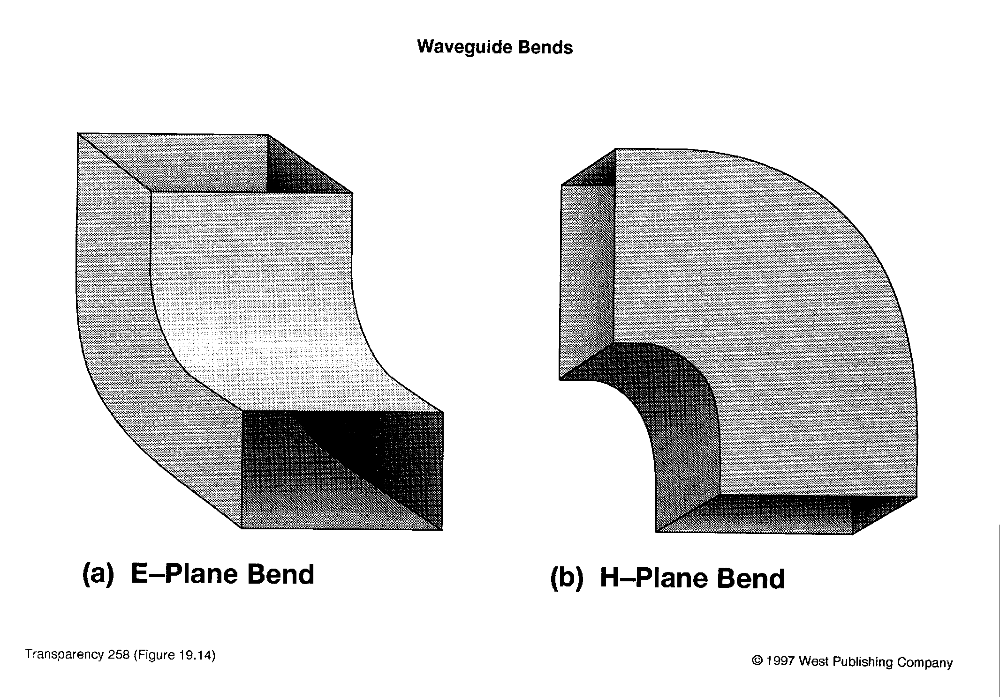 Waveguide Bends
(a) E–Plane Bend
(b) H–Plane Bend
Transparency 258 (Figure 19.14)
© 1997 West Publishing Company